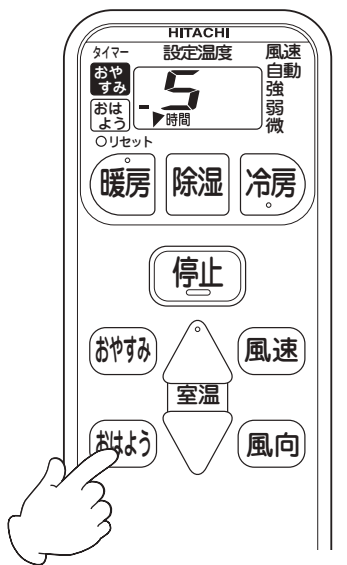 HITACHI
タイマー 設定温度 風速
おやすみ
おはよう
-5
▶時間
自動
強
弱
微
○リセット
暖房 除湿 冷房
停止
おやすみ 風速
室温
おはよう 風向